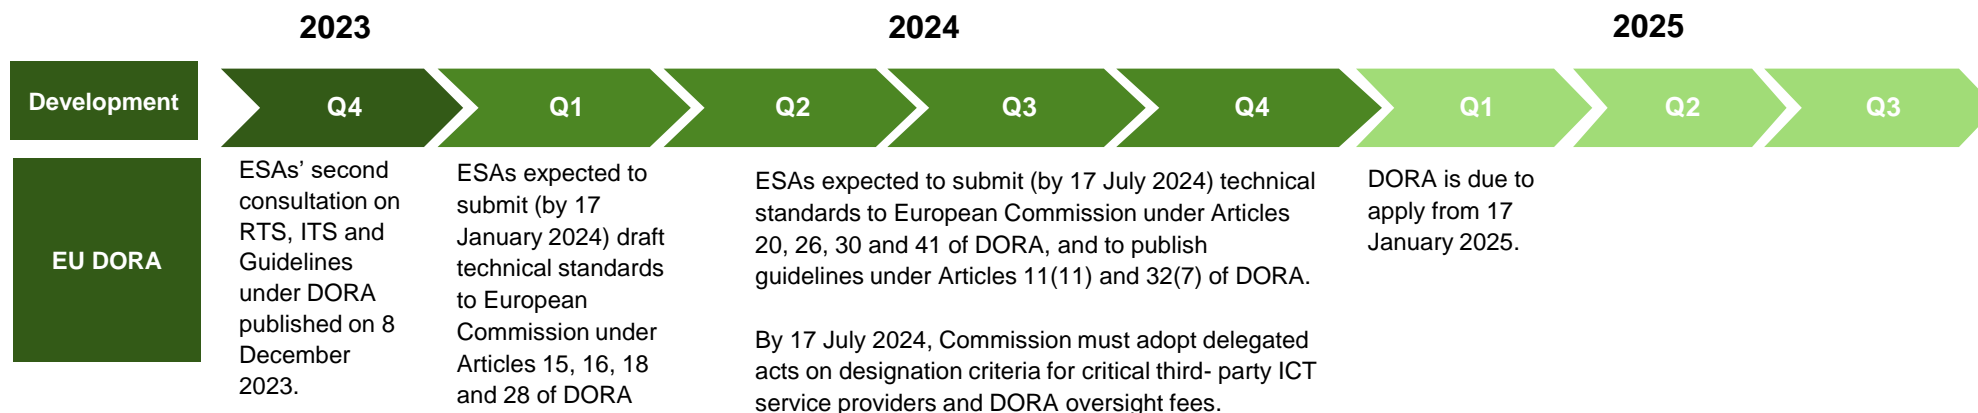 2023
2024
2025
Development
Q4
Q1
Q2
Q3
Q4
Q1
Q2
Q3
EU DORA
ESAs’ second
consultation on
RTS, ITS and
Guidelines
under DORA
published on 8
December
2023.
ESAs expected to
submit (by 17
January 2024) draft
technical standards
to European
Commission under
Articles 15, 16, 18
and 28 of DORA
ESAs expected to submit (by 17 July 2024) technical
standards to European Commission under Articles
20, 26, 30 and 41 of DORA, and to publish
guidelines under Articles 11(11) and 32(7) of DORA.
By 17 July 2024, Commission must adopt delegated
acts on designation criteria for critical third- party ICT
service providers and DORA oversight fees.
DORA is due to
apply from 17
January 2025.